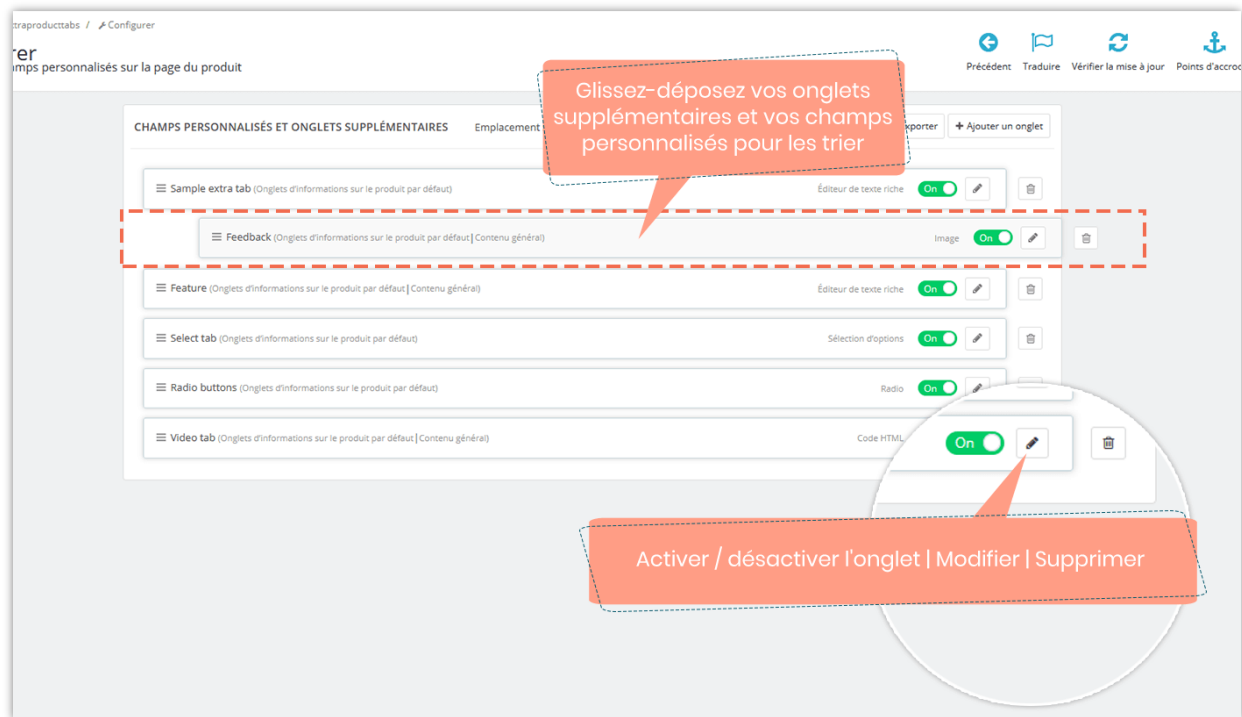 traproducttabs / Configurer
rer
mps personnalisés sur la page du produit
Précédent Traduire Vérifier la mise à jour Points d'accroc
Glissez-déposez vos onglets
supplémentaires et vos champs
personnalisés pour les trier
CHAMPS PERSONNALISÉS ET ONGLETS SUPPLÉMENTAIRES Emplacement porter + Ajouter un onglet
Sample extra tab (Onglets d'informations sur le produit par défaut) Éditeur de texte riche On
Feedback (Onglets d'informations sur le produit par défaut|Contenu général) Image On
Feature (Onglets d'informations sur le produit par défaut|Contenu général) Éditeur de texte riche On
Select tab (Onglets d'informations sur le produit par défaut) Sélection d'options On
Radio buttons (Onglets d'informations sur le produit par défaut) Radio On
Video tab (Onglets d'informations sur le produit par défaut|Contenu général) Code HTML On
Activer / désactiver l'onglet | Modifier | Supprimer